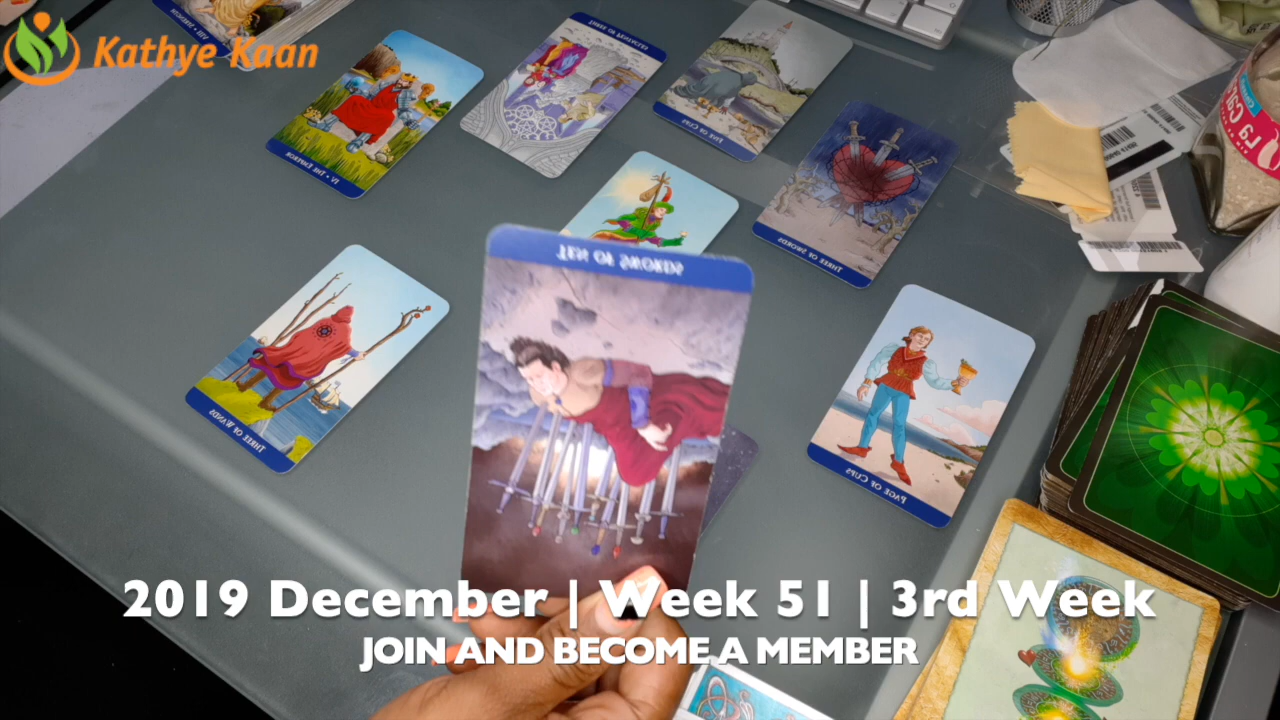 Kathye Kaan
IV • THE EMPEROR
FIVE OF CUPS
THREE OF SWORDS
TEN OF SWORDS
THREE OF WANDS
PAGE OF CUPS
2019 December | Week 51 | 3rd Week
JOIN AND BECOME A MEMBER